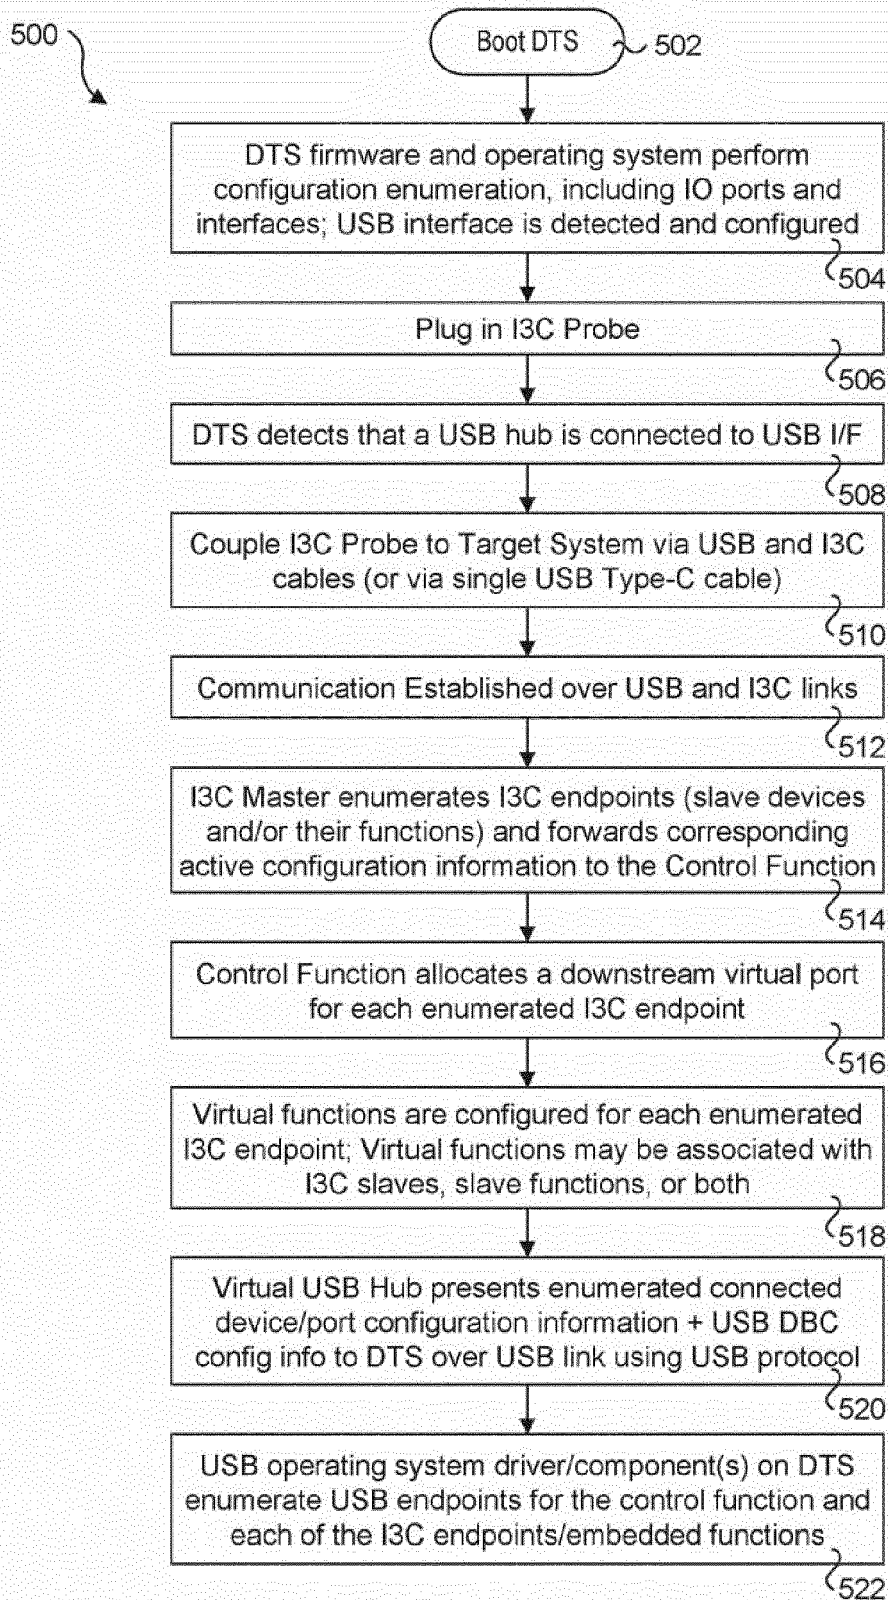 500
Boot DTS
502
DTS firmware and operating system perform
configuration enumeration, including IO ports and
interfaces; USB interface is detected and configured
504
Plug in I3C Probe
506
DTS detects that a USB hub is connected to USB I/F
508
Couple I3C Probe to Target System via USB and I3C
cables (or via single USB Type-C cable)
510
Communication Established over USB and I3C links
512
I3C Master enumerates I3C endpoints (slave devices
and/or their functions) and forwards corresponding
active configuration information to the Control Function
514
Control Function allocates a downstream virtual port
for each enumerated I3C endpoint
516
Virtual functions are configured for each enumerated
I3C endpoint; Virtual functions may be associated with
I3C slaves, slave functions, or both
518
Virtual USB Hub presents enumerated connected
device/port configuration information + USB DBC
config info to DTS over USB link using USB protocol
520
USB operating system driver/component(s) on DTS
enumerate USB endpoints for the control function and
each of the I3C endpoints/embedded functions
522